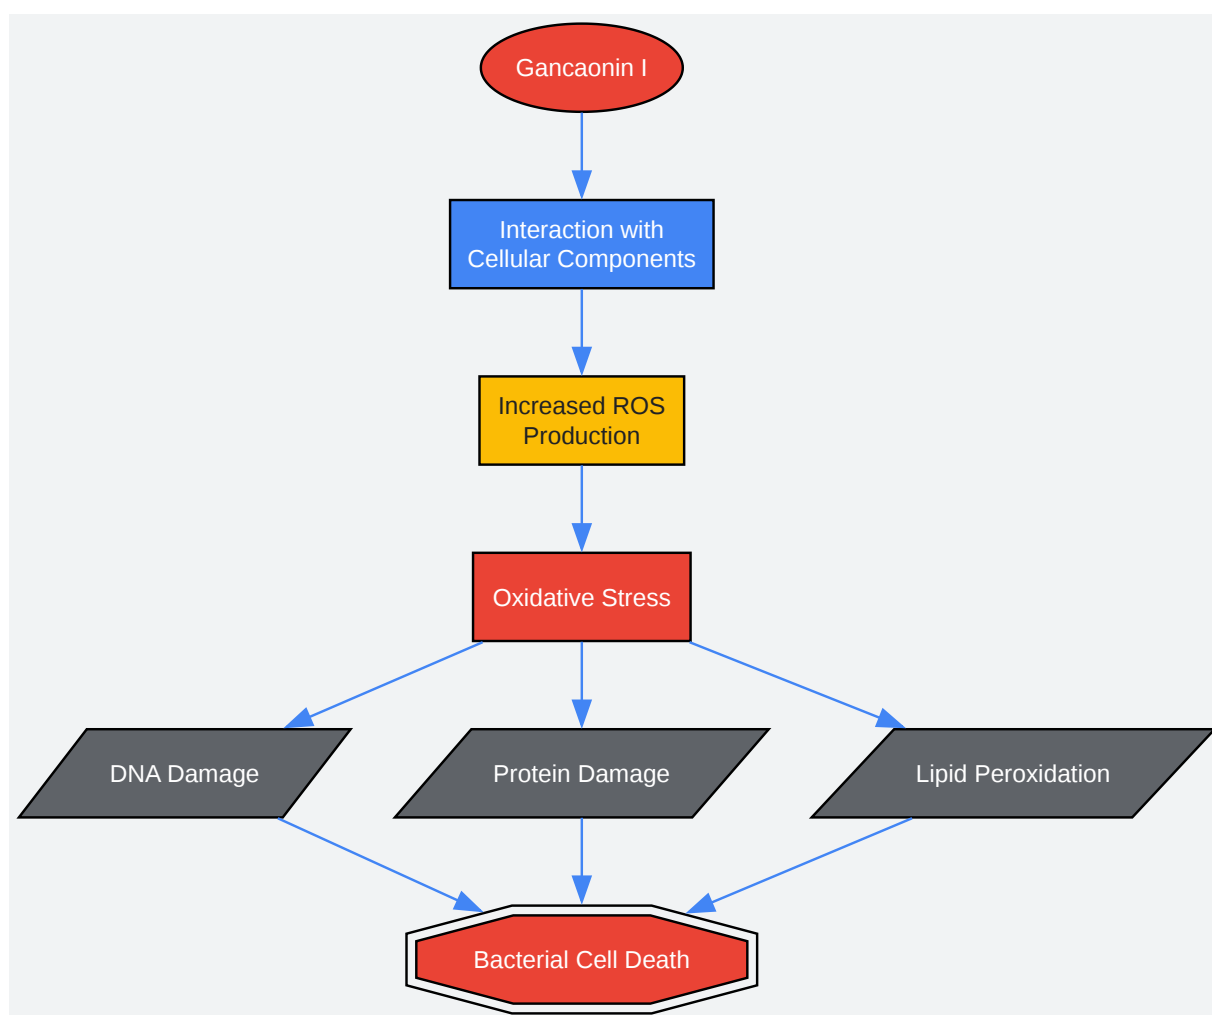 Gancaonin I
Interaction with
Cellular Components
Increased ROS
Production
Oxidative Stress
DNA Damage
Protein Damage
Lipid Peroxidation
Bacterial Cell Death